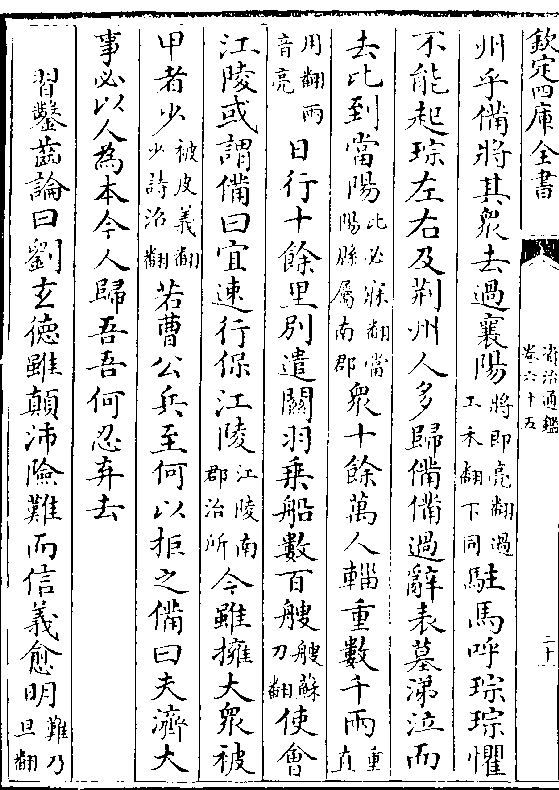 欽定四庫全書
資治通鑑
卷六十五
二十一
州乎備將其衆去過襄陽將即亮翻過工禾翻下同駐馬呼琮琮懼
不能起琮左右及荆州人多歸備備過辭表墓涕泣而
去比到當陽比必寐翻當陽縣屬南郡衆十餘萬人輜重數千兩重直
用翻兩音亮日行十餘里别遣關羽乗船數百艘艘蘇刀翻使會
江陵或謂備曰宜速行保江陵江陵南郡治所今雖擁大衆被
甲者少被皮義翻少詩沼翻若曹公兵至何以拒之備曰夫濟大
事必以人為本今人歸吾吾何忍弃去
習鑿齒論曰劉玄德雖顛沛險難而信義愈明難乃旦翻